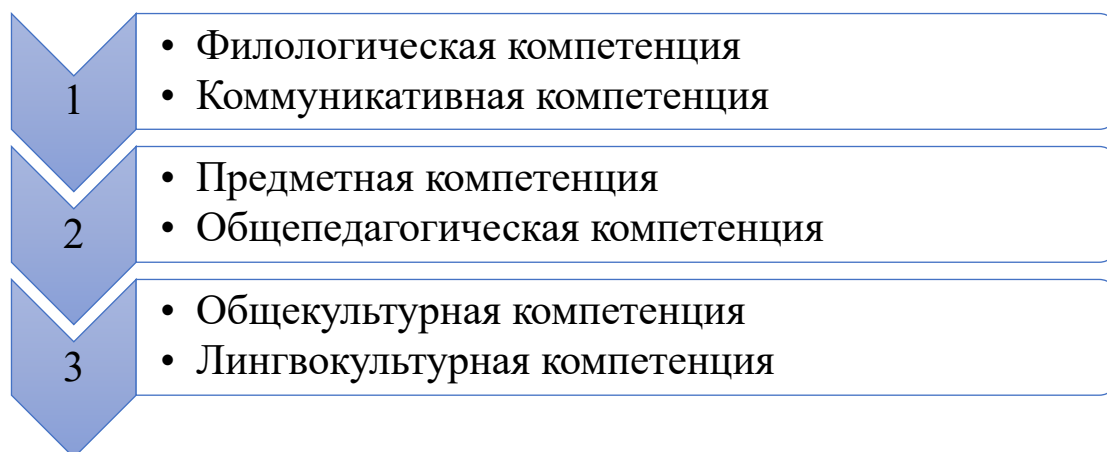 1
• Филологическая компетенция
• Коммуникативная компетенция
2
• Предметная компетенция
• Общепедагогическая компетенция
3
• Общекультурная компетенция
• Лингвокультурная компетенция